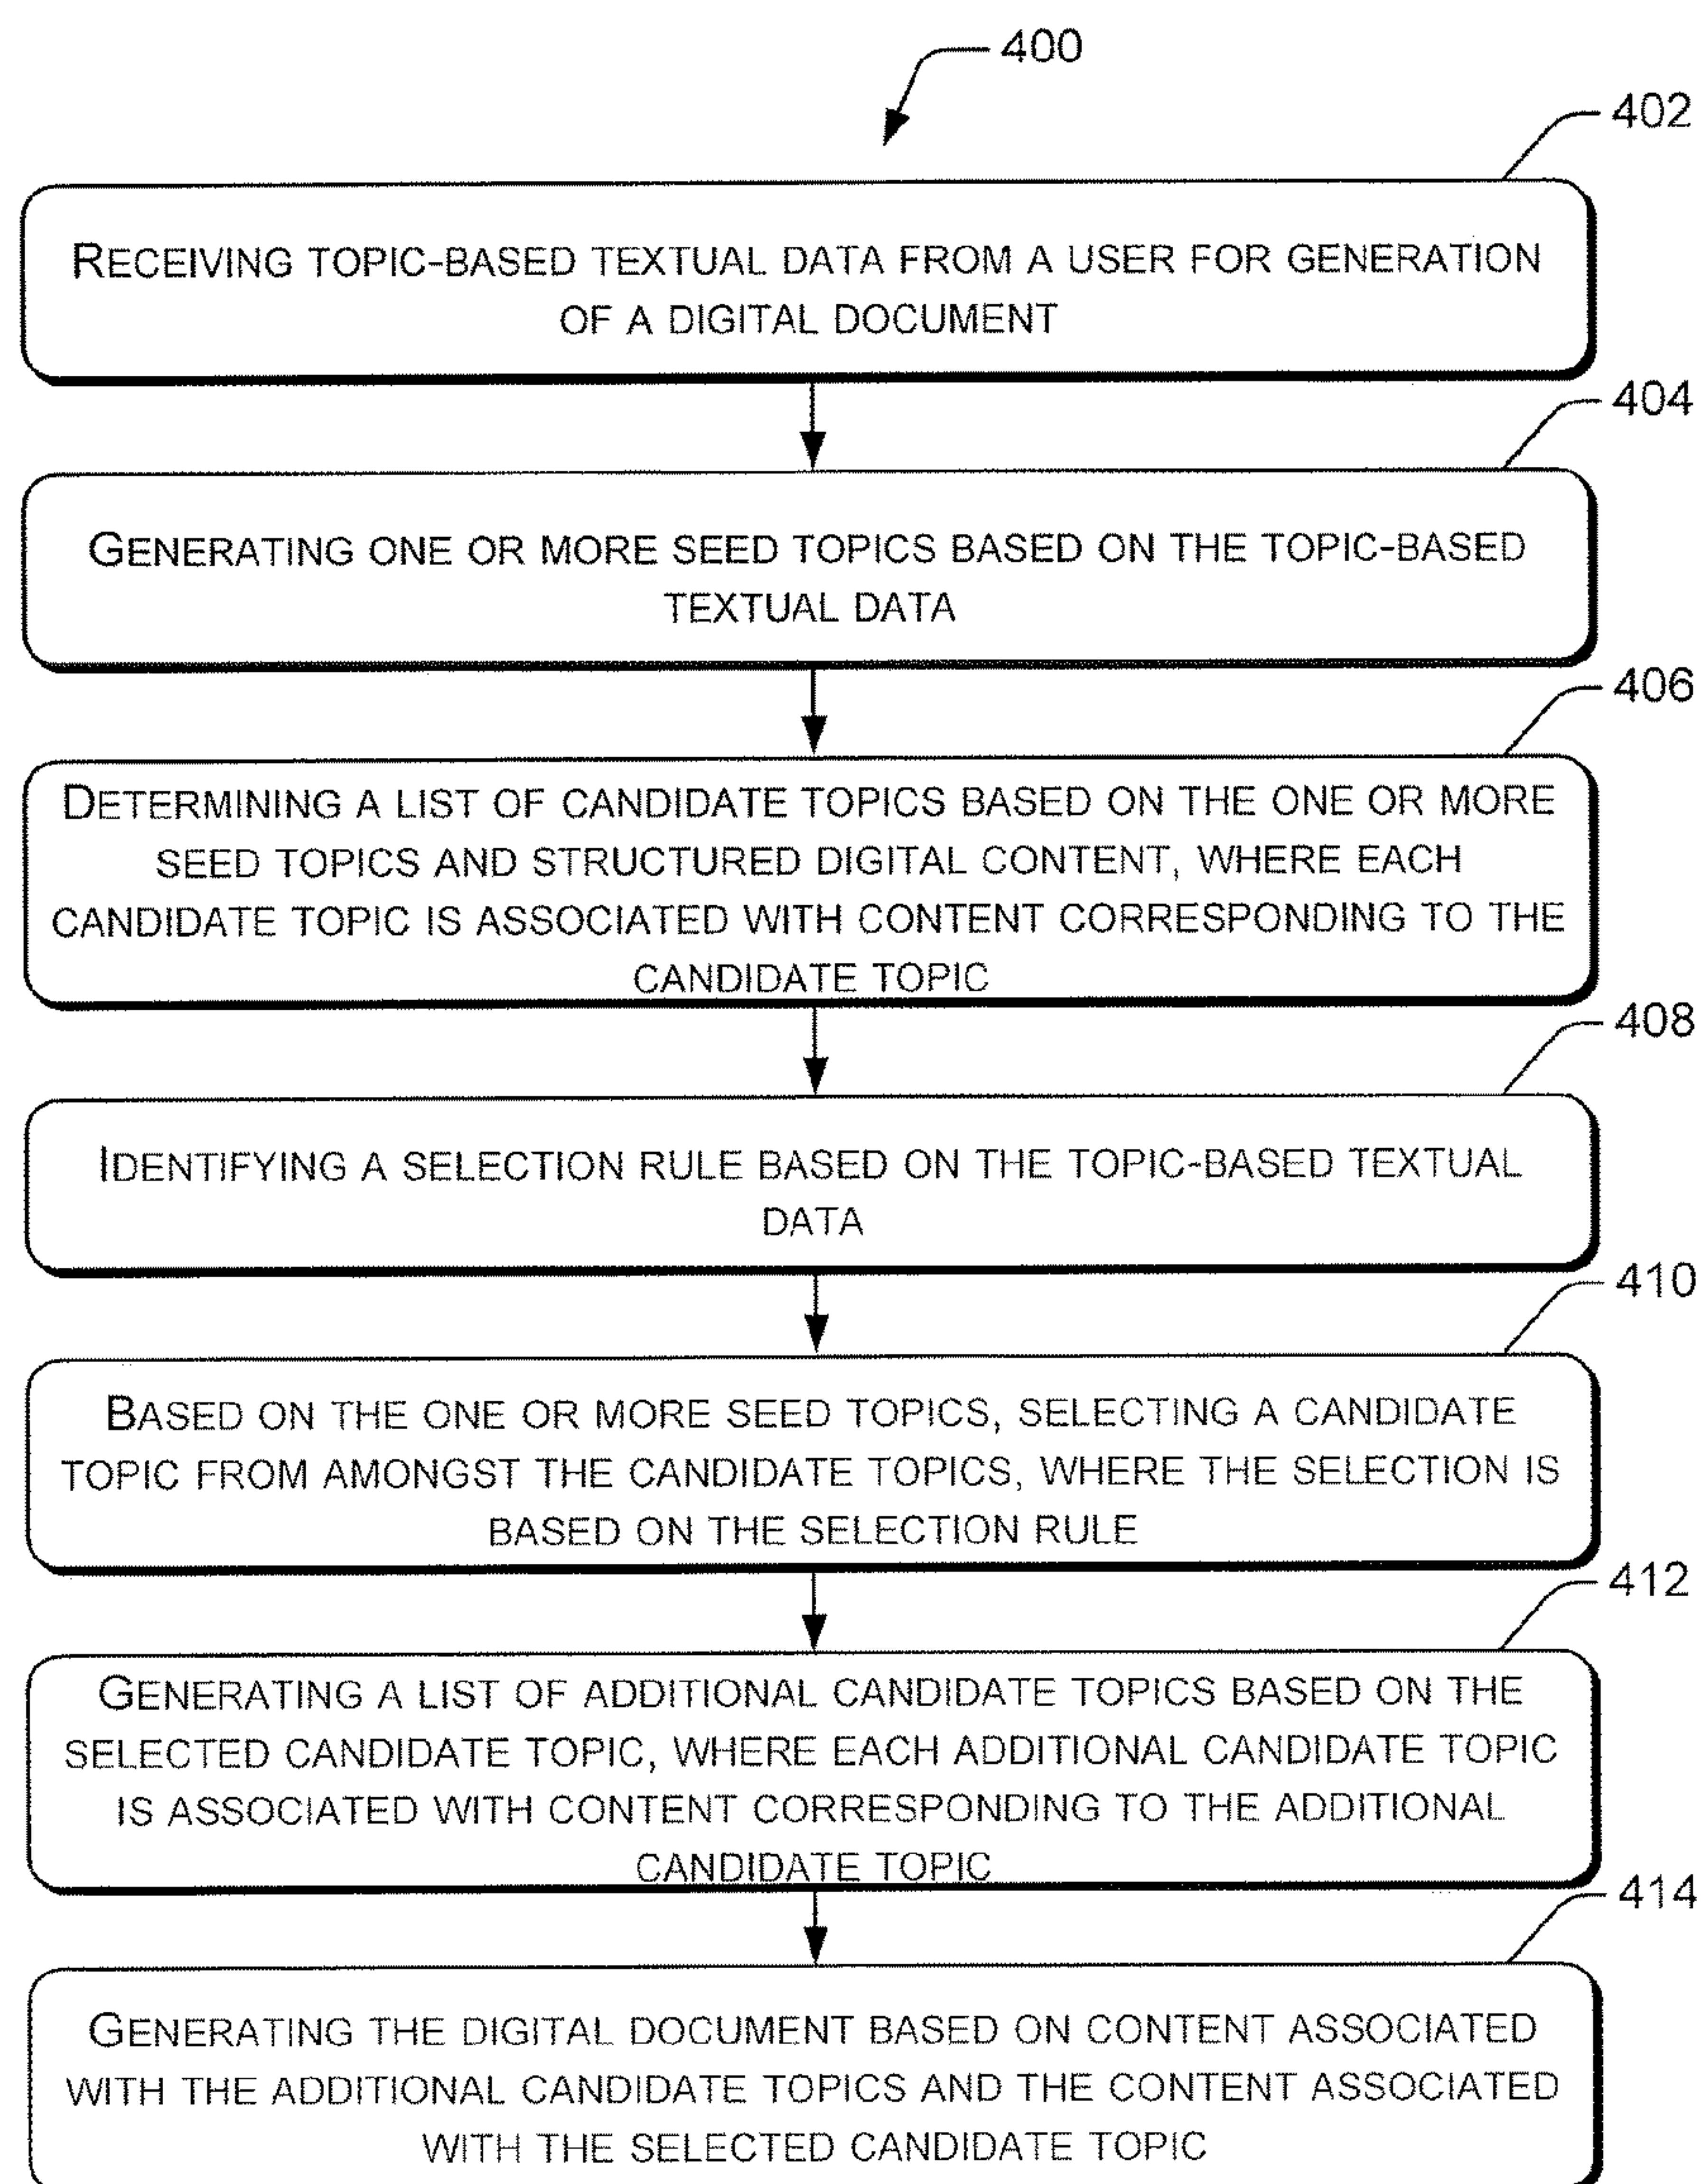 400
402
RECEIVING TOPIC-BASED TEXTUAL DATA FROM A USER FOR GENERATION
OF A DIGITAL DOCUMENT
404
GENERATING ONE OR MORE SEED TOPICS BASED ON THE TOPIC-BASED
TEXTUAL DATA
406
DETERMINING A LIST OF CANDIDATE TOPICS BASED ON THE ONE OR MORE
SEED TOPICS AND STRUCTURED DIGITAL CONTENT, WHERE EACH
CANDIDATE TOPIC IS ASSOCIATED WITH CONTENT CORRESPONDING TO THE
CANDIDATE TOPIC
408
IDENTIFYING A SELECTION RULE BASED ON THE TOPIC-BASED TEXTUAL
DATA
410
BASED ON THE ONE OR MORE SEED TOPICS, SELECTING A CANDIDATE
TOPIC FROM AMONGST THE CANDIDATE TOPICS, WHERE THE SELECTION IS
BASED ON THE SELECTION RULE
412
GENERATING A LIST OF ADDITIONAL CANDIDATE TOPICS BASED ON THE
SELECTED CANDIDATE TOPIC, WHERE EACH ADDITIONAL CANDIDATE TOPIC
IS ASSOCIATED WITH CONTENT CORRESPONDING TO THE ADDITIONAL
CANDIDATE TOPIC
414
GENERATING THE DIGITAL DOCUMENT BASED ON CONTENT ASSOCIATED
WITH THE ADDITIONAL CANDIDATE TOPICS AND THE CONTENT ASSOCIATED
WITH THE SELECTED CANDIDATE TOPIC